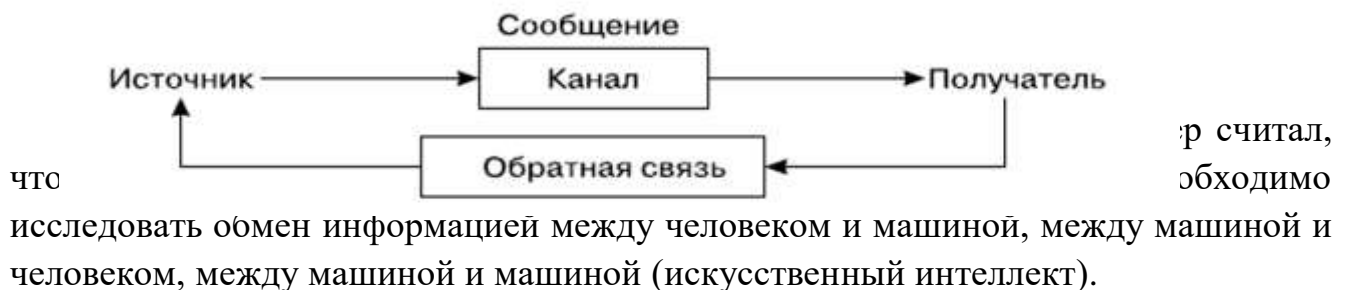 Сообщение
Источник Канал Получатель
считал,
Обратная связь
что
исследовать обмен информацией между человеком и машиной, между машиной и
человеком, между машиной и машиной (искусственный интеллект).